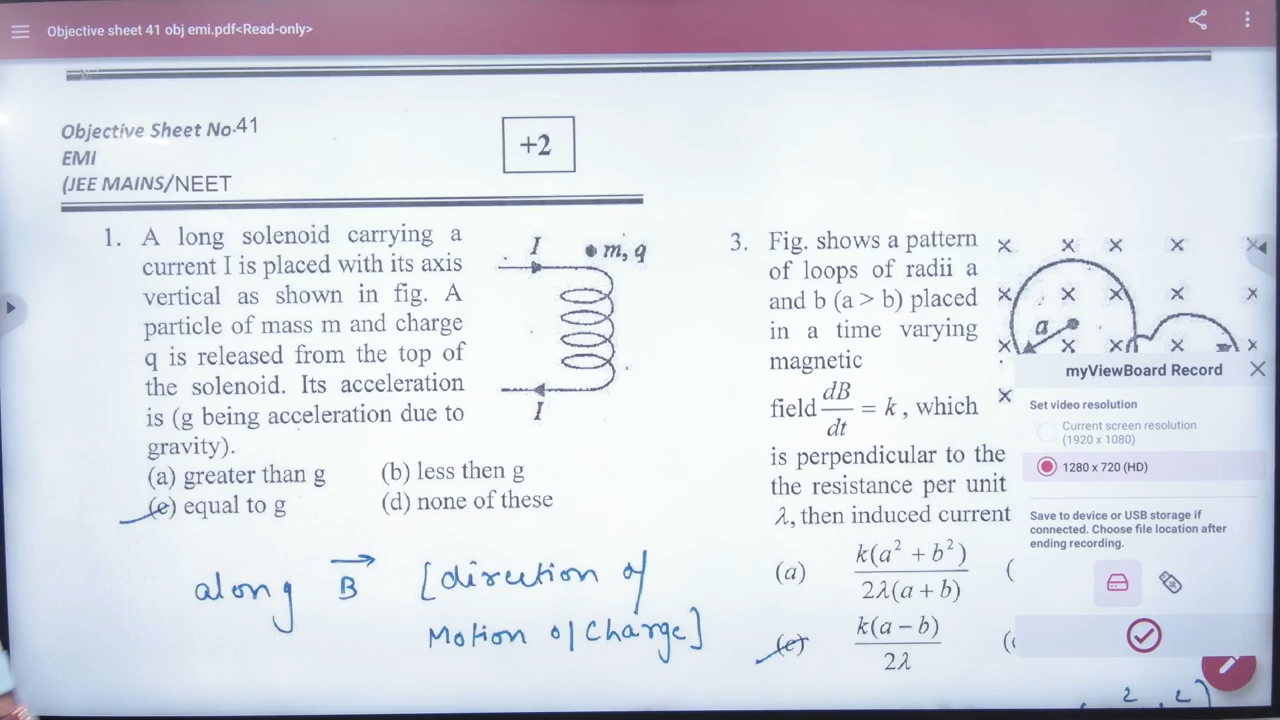 Objective sheet 41 obj emi.pdf<Read-only>
Objective Sheet No.41
EMI
(JEE MAINS/NEET
+2
1. A long solenoid carrying a
current I is placed with its axis
vertical as shown in fig. A
particle of mass m and charge
q is released from the top of
the solenoid. Its acceleration
is (g being acceleration due to
gravity).
(a) greater than g (b) less then g
(c) equal to g (d) none of these
I
m, q
I
along B⃗ [direction of
Motion of Charge]
3. Fig. shows a pattern
of loops of radii a
and b (a > b) placed
in a time varying
magnetic
field dB/dt = k, which
is perpendicular to the
the resistance per unit
λ, then induced current
(a) k(a² + b²)/2λ(a + b) (
(c) k(a − b)/2λ
a
myViewBoard Record
Set video resolution
Current screen resolution
(1920 x 1080)
1280 x 720 (HD)
Save to device or USB storage if
connected. Choose file location after
ending recording.